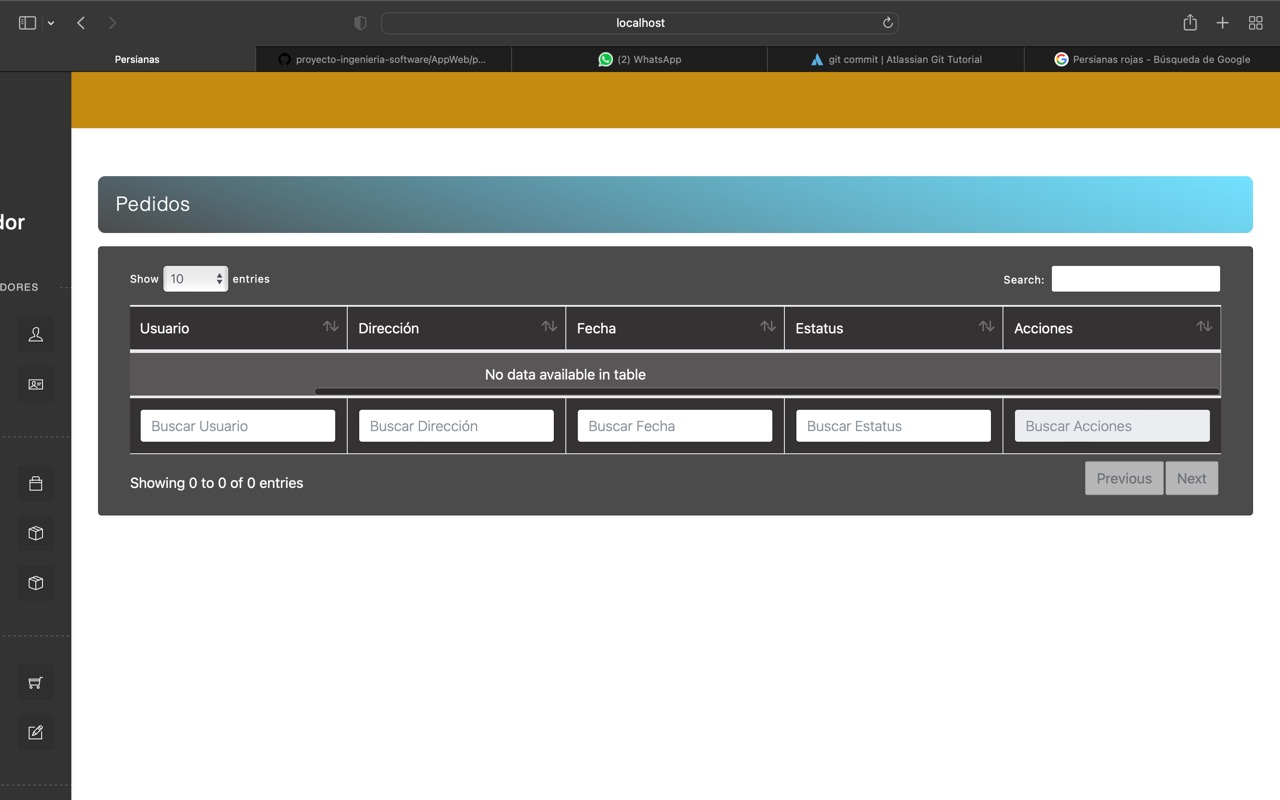 localhost
Persianas
proyecto-ingenieria-software/AppWeb/p...
(2) WhatsApp
git commit | Atlassian Git Tutorial
Persianas rojas - Búsqueda de Google
dor
DORES
Pedidos
Show 10 entries
Search:
Usuario Dirección Fecha Estatus Acciones
No data available in table
Buscar Usuario Buscar Dirección Buscar Fecha Buscar Estatus Buscar Acciones
Showing 0 to 0 of 0 entries
Previous Next